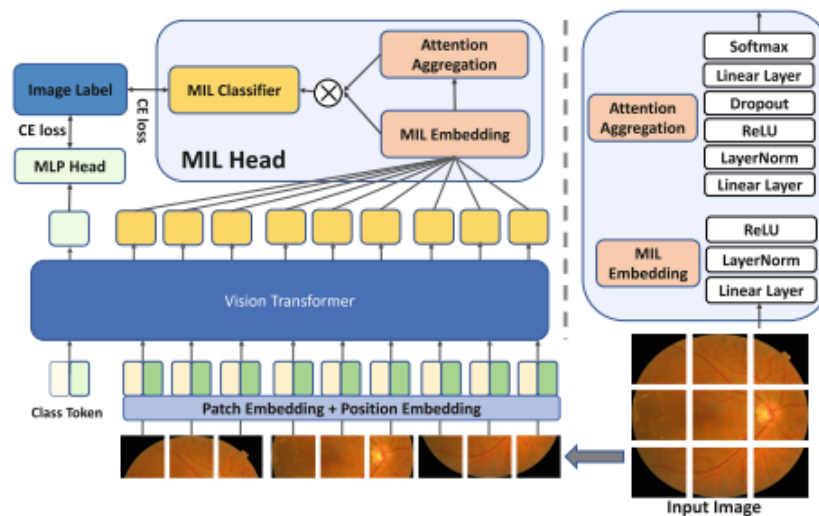 Attention
Aggregation
Image Label
MIL Classifier
CE loss
CE loss
MIL Embedding
MLP Head
MIL Head
Vision Transformer
Class Token
Patch Embedding + Position Embedding
Softmax
Linear Layer
Attention
Aggregation
Dropout
ReLU
LayerNorm
Linear Layer
ReLU
MIL
Embedding
LayerNorm
Linear Layer
Input Image